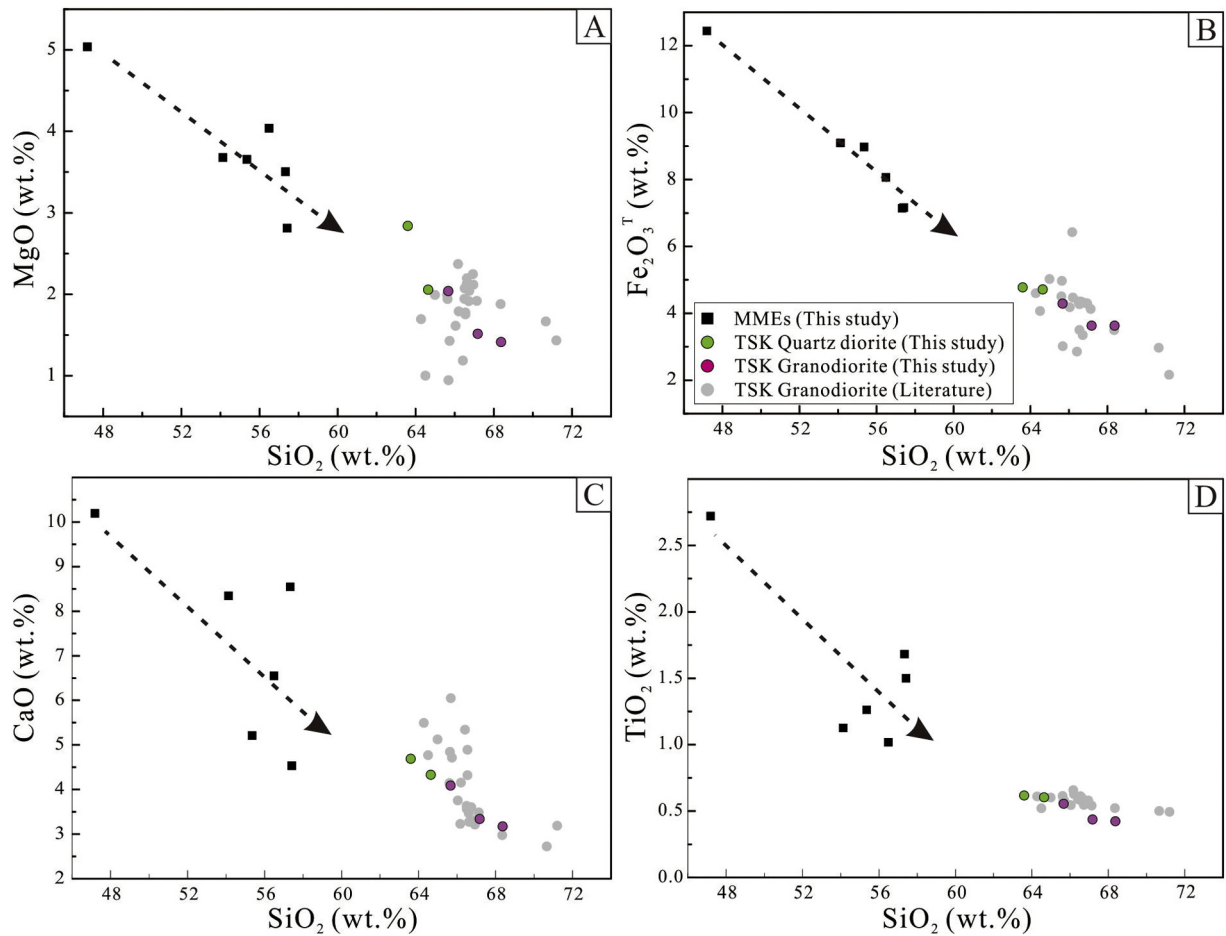 A
MgO (wt.%)
5
4
3
2
1
48 52 56 60 64 68 72
SiO₂ (wt.%)
B
Fe₂O₃ᵀ (wt.%)
12
10
8
6
4
2
MMEs (This study)
TSK Quartz diorite (This study)
TSK Granodiorite (This study)
TSK Granodiorite (Literature)
48 52 56 60 64 68 72
SiO₂ (wt.%)
C
CaO (wt.%)
10
9
8
7
6
5
4
3
2
48 52 56 60 64 68 72
SiO₂ (wt.%)
D
TiO₂ (wt.%)
2.5
2.0
1.5
1.0
0.5
0.0
48 52 56 60 64 68 72
SiO₂ (wt.%)